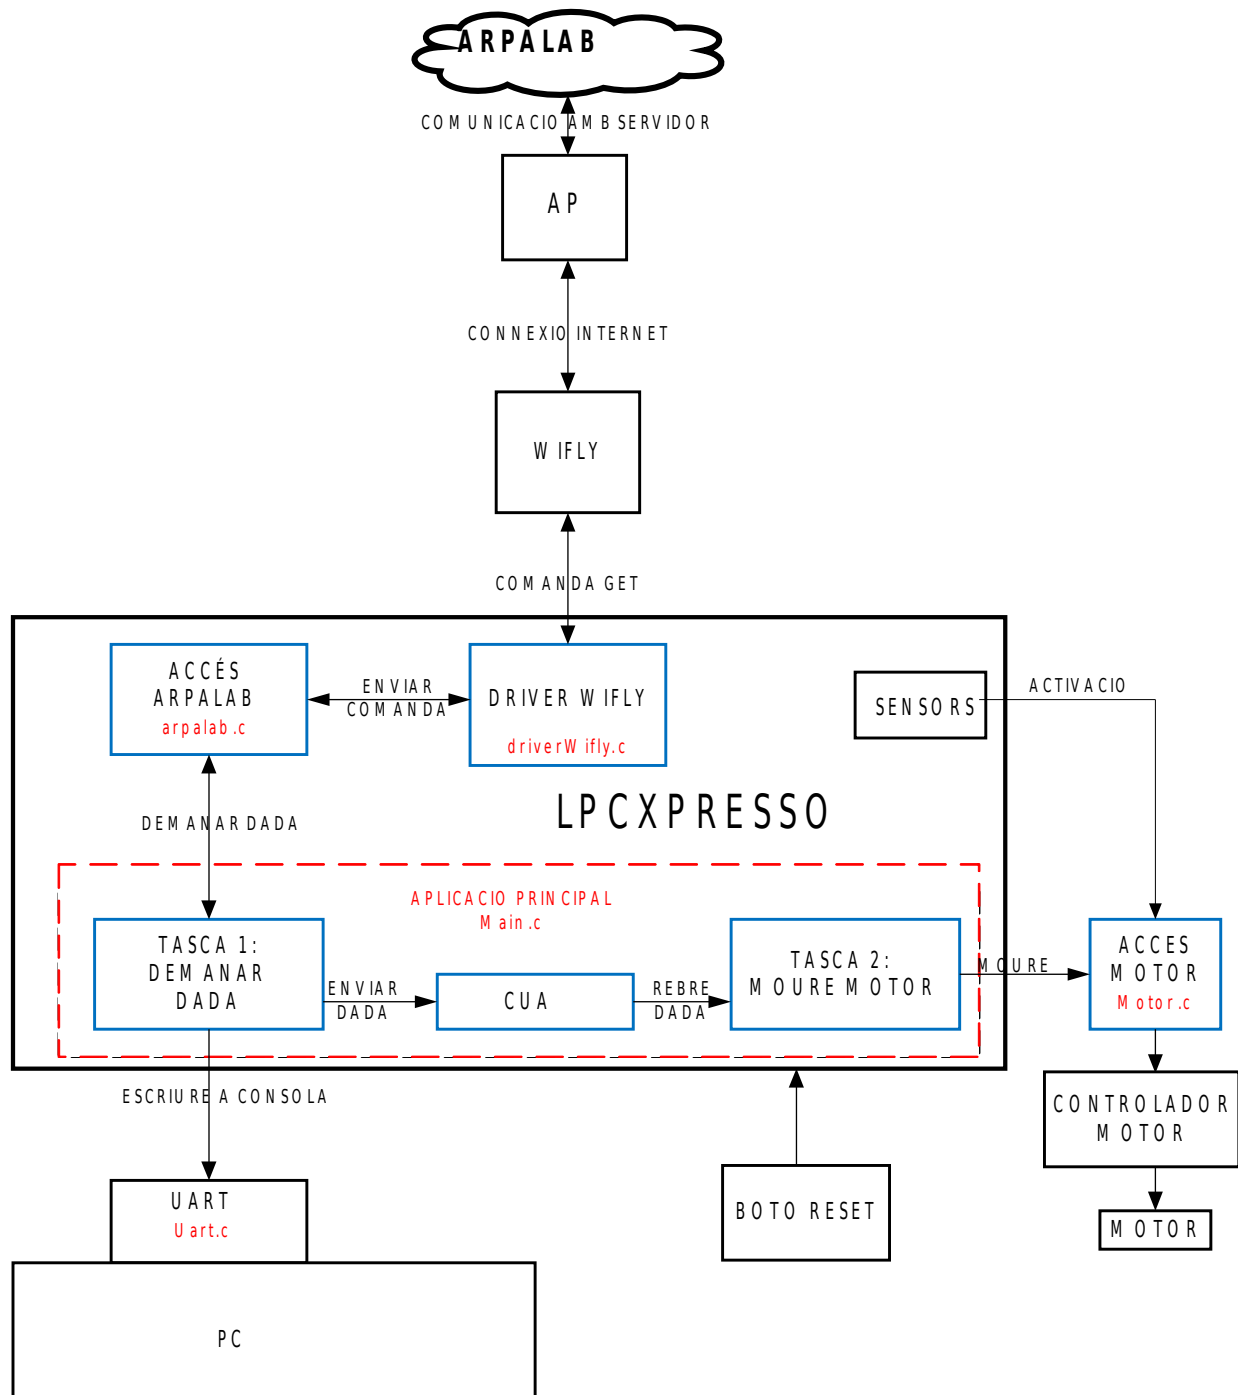 ARPALAB
COMUNICACIO AMB SERVIDOR
AP
CONNEXIO INTERNET
WIFLY
COMANDA GET
ACCÉS
ARPALAB
arpalab.c
ENVIAR
COMANDA
DRIVER WIFLY
driverWifly.c
SENSORS
ACTIVACIO
LPCXPRESSO
DEMANAR DADA
APLICACIO PRINCIPAL
Main.c
TASCA 1:
DEMANAR
DADA
ENVIAR
DADA
CUA
REBRE
DADA
TASCA 2:
MOURE MOTOR
MOURE
ACCES
MOTOR
Motor.c
ESCRIURE A CONSOLA
CONTROLADOR
MOTOR
UART
Uart.c
BOTO RESET
MOTOR
PC